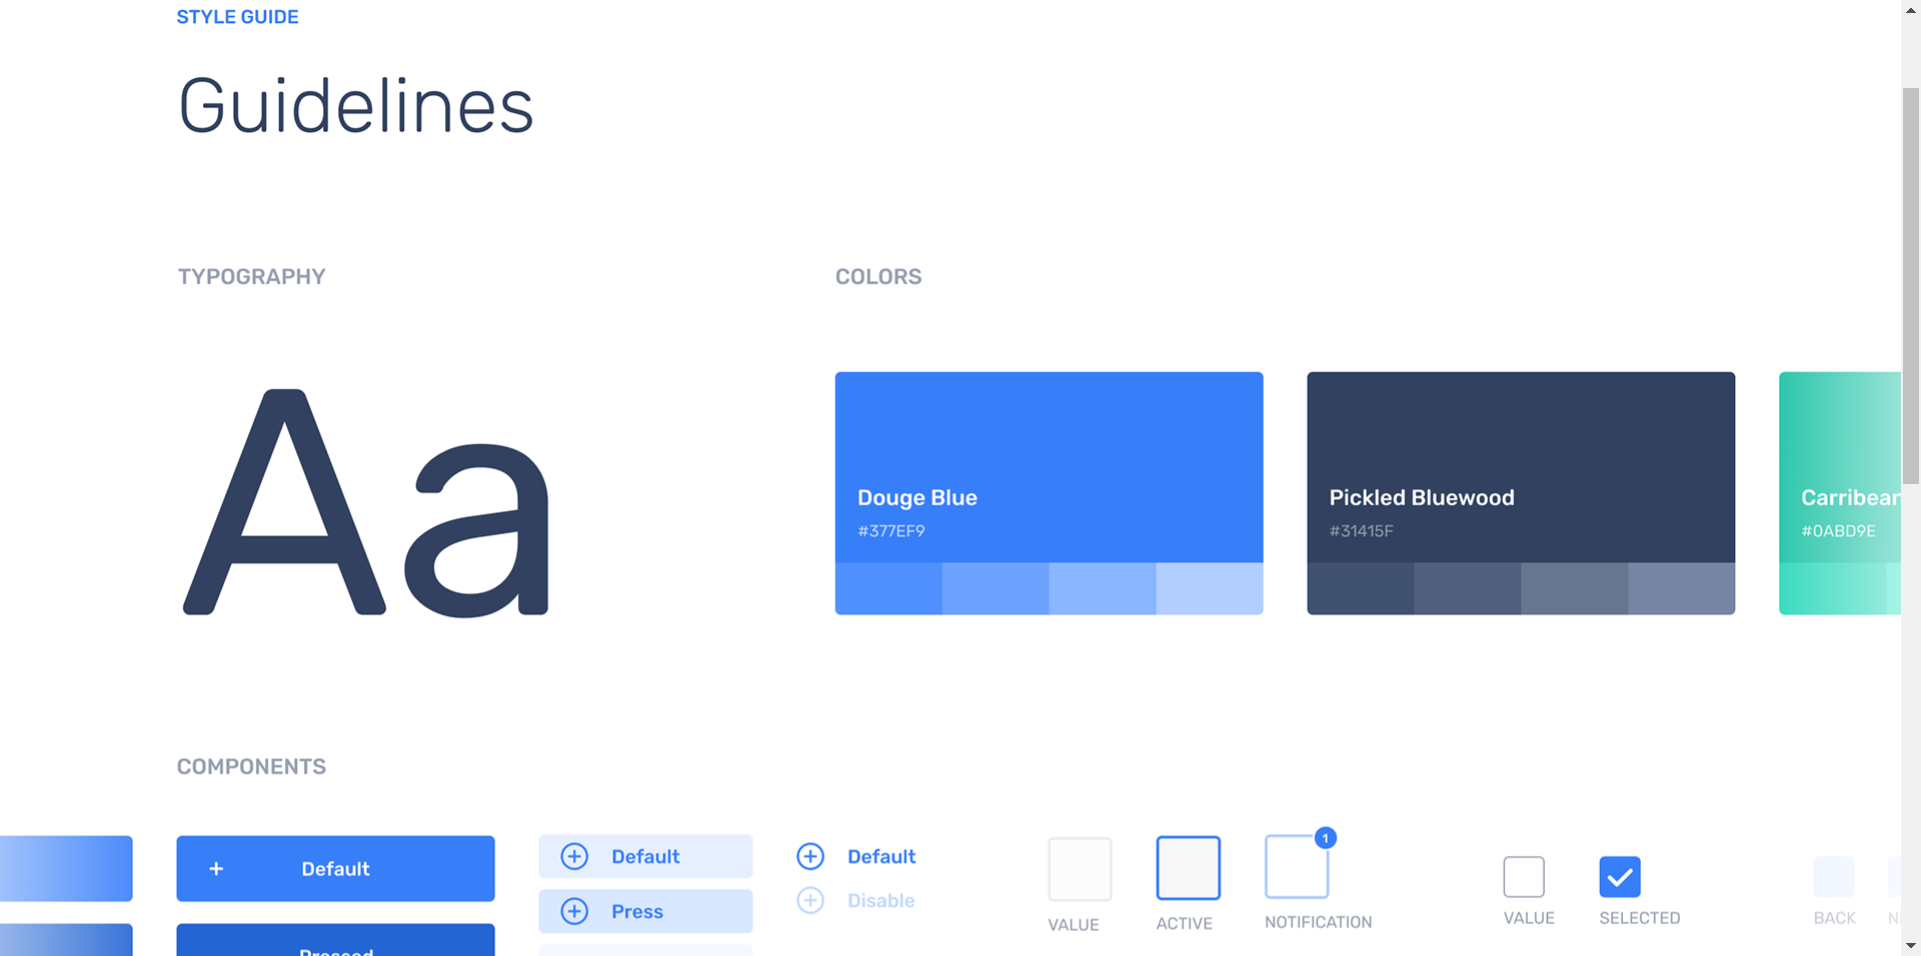 STYLE GUIDE
Guidelines
TYPOGRAPHY
COLORS
Aa
Douge Blue
#377EF9
Pickled Bluewood
#31415F
Carribean
#0ABD9E
COMPONENTS
+ Default
Default
Press
Default
Disable
VALUE
ACTIVE
1
NOTIFICATION
VALUE
SELECTED
BACK
Pressed